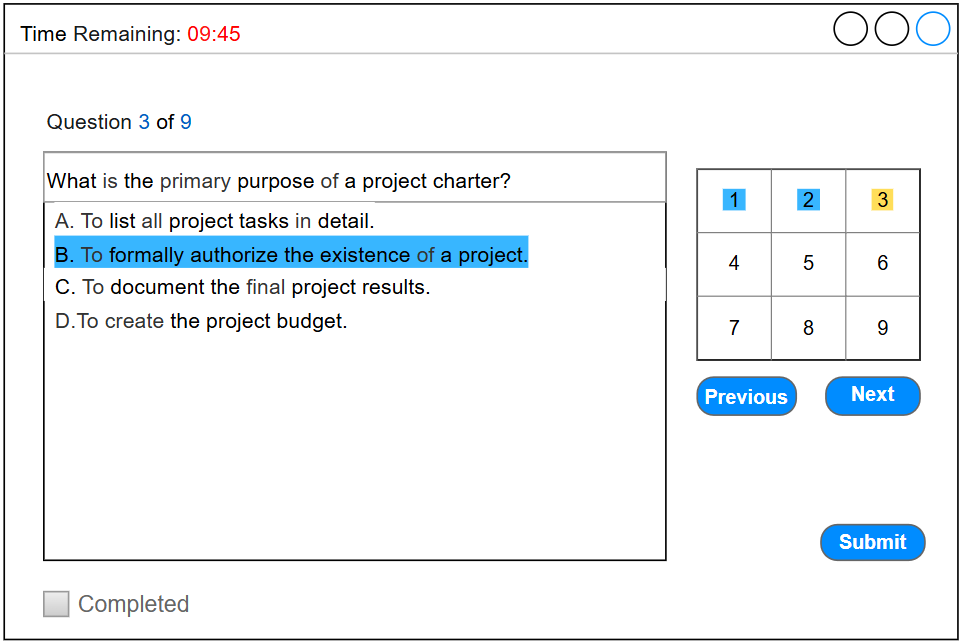 Time Remaining: 09:45
Question 3 of 9
What is the primary purpose of a project charter?
A. To list all project tasks in detail.
B. To formally authorize the existence of a project.
C. To document the final project results.
D.To create the project budget.
1 2 3
4 5 6
7 8 9
Previous Next
Submit
Completed